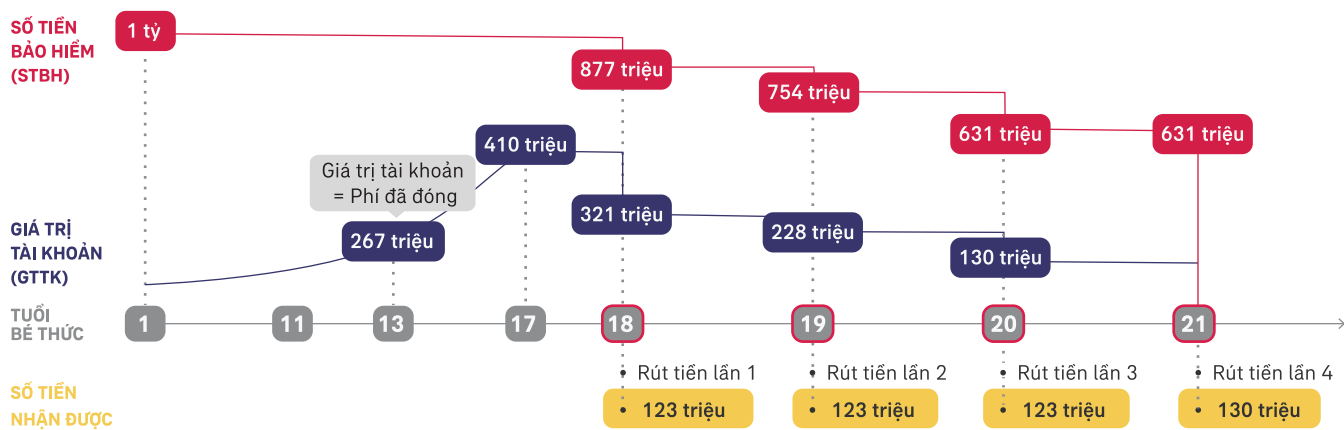 SỐ TIỀN
BẢO HIỂM
(STBH)
1 tỷ
877 triệu
754 triệu
631 triệu
631 triệu
410 triệu
Giá trị tài khoản
= Phí đã đóng
GIÁ TRỊ
TÀI KHOẢN
(GTTK)
267 triệu
321 triệu
228 triệu
130 triệu
TUỔI
BÉ THỨC
1
11
13
17
18
19
20
21
SỐ TIỀN
NHẬN ĐƯỢC
• Rút tiền lần 1
• 123 triệu
• Rút tiền lần 2
• 123 triệu
• Rút tiền lần 3
• 123 triệu
• Rút tiền lần 4
• 130 triệu